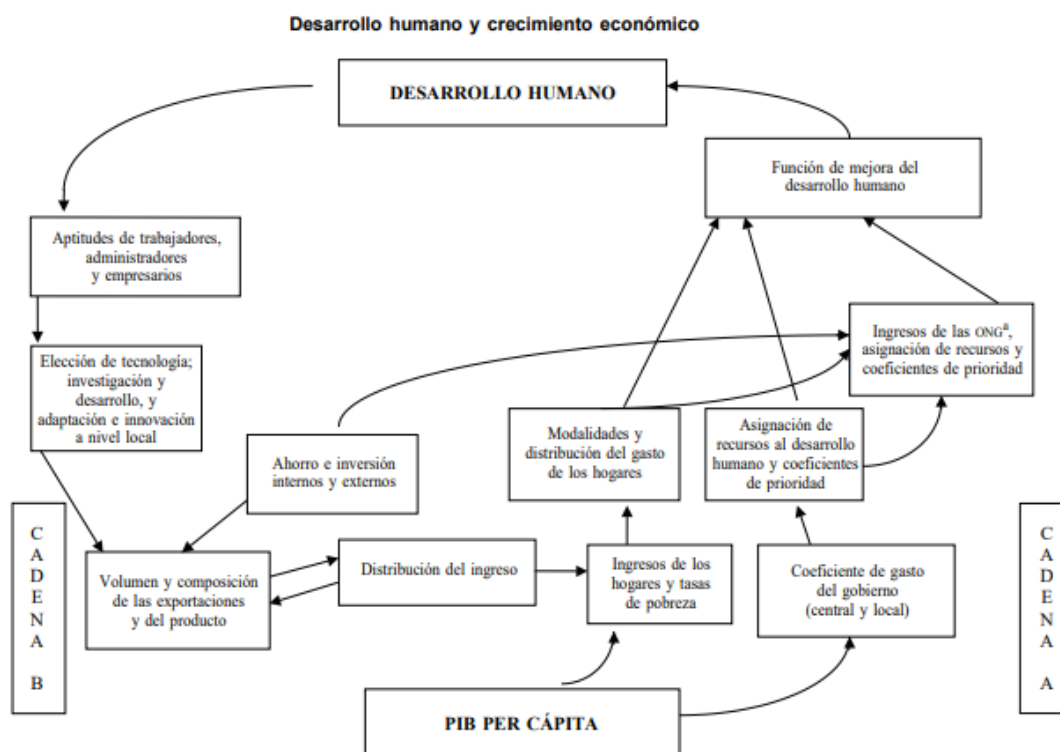 Desarrollo humano y crecimiento económico
DESARROLLO HUMANO
Función de mejora del
desarrollo humano
Aptitudes de trabajadores,
administradores
y empresarios
Ingresos de las ONGª,
asignación de recursos y
coeficientes de prioridad
Elección de tecnología;
investigación y
desarrollo, y
adaptación e innovación
a nivel local
Modalidades y
distribución del gasto
de los hogares
Asignación de
recursos al desarrollo
humano y coeficientes
de prioridad
Ahorro e inversión
internos y externos
CADENA B
CADENA A
Volumen y composición
de las exportaciones
y del producto
Distribución del ingreso
Ingresos de los
hogares y tasas
de pobreza
Coeficiente de gasto
del gobierno
(central y local)
PIB PER CÁPITA